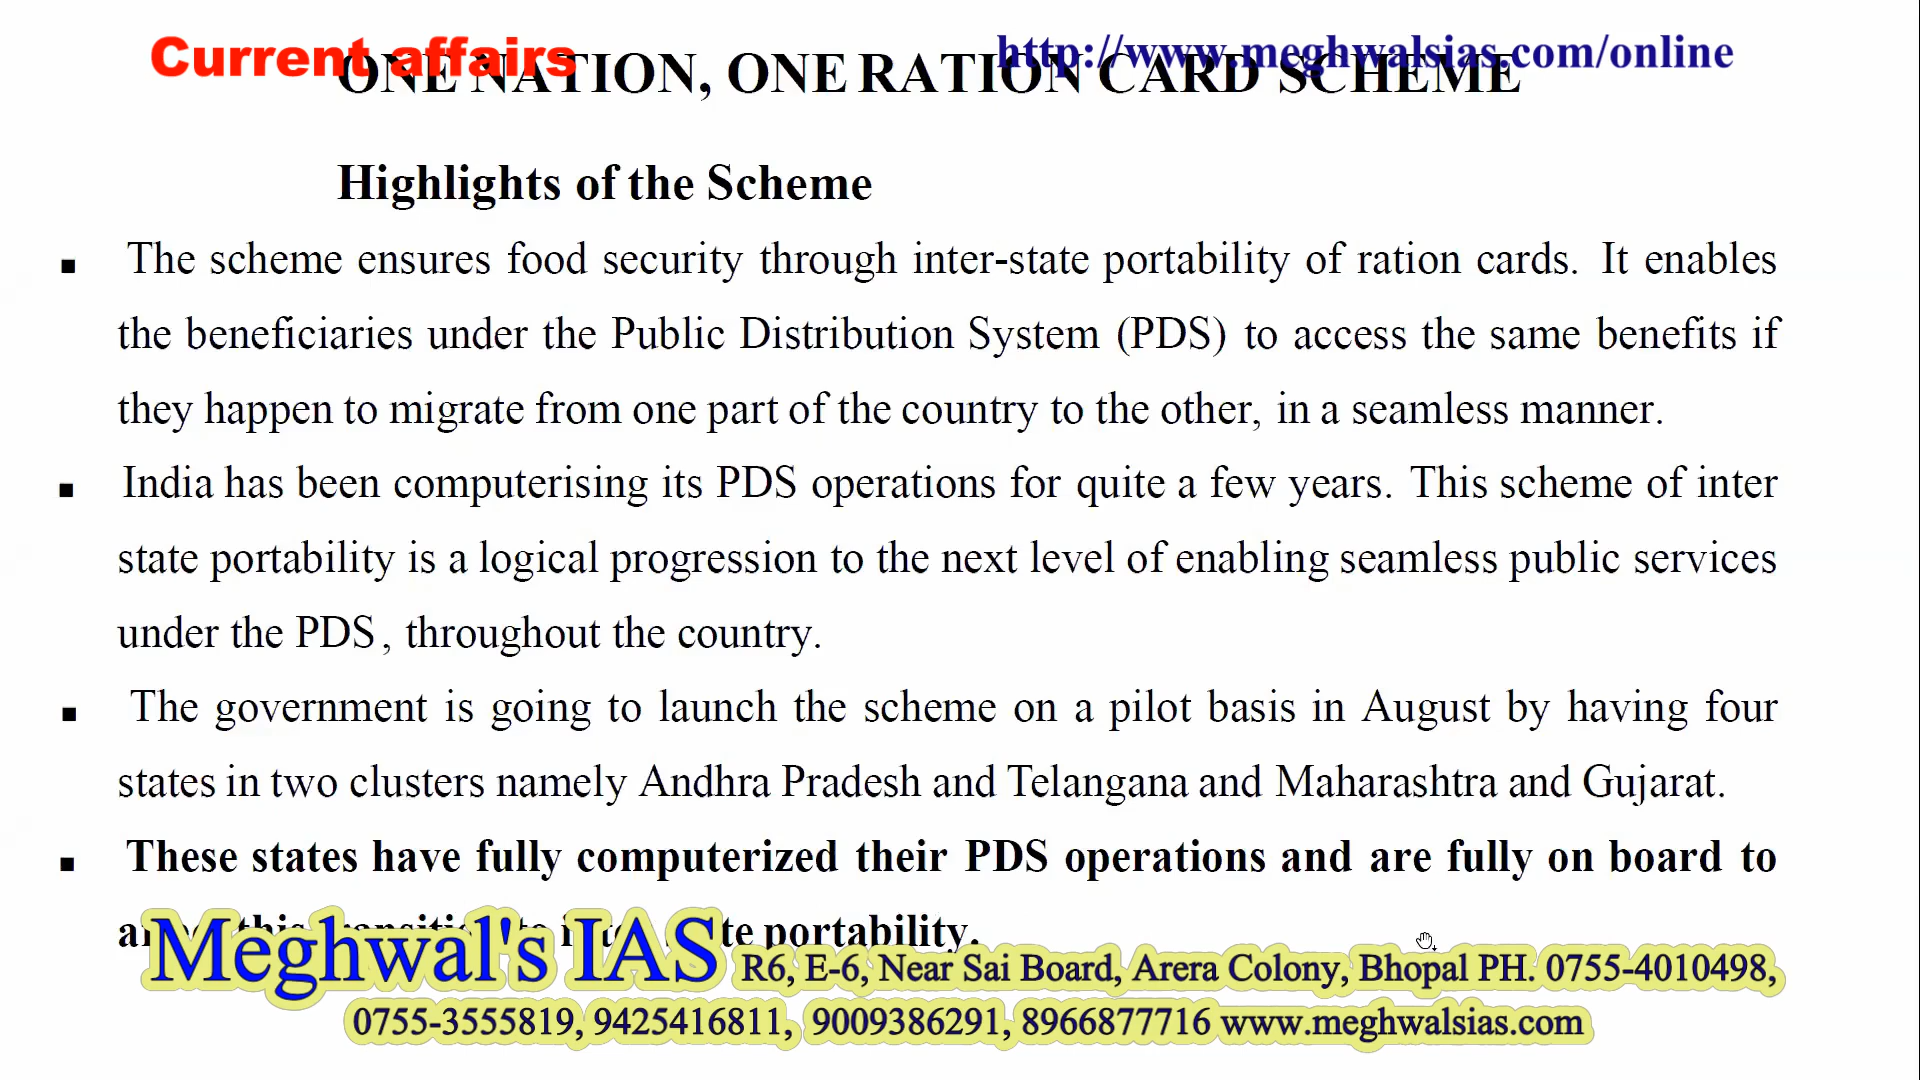 Current affairs
http://www.meghwalsias.com/online
ONE NATION, ONE RATION CARD SCHEME
Highlights of the Scheme
▪ The scheme ensures food security through inter-state portability of ration cards. It enables
the beneficiaries under the Public Distribution System (PDS) to access the same benefits if
they happen to migrate from one part of the country to the other, in a seamless manner.
▪ India has been computerising its PDS operations for quite a few years. This scheme of inter
state portability is a logical progression to the next level of enabling seamless public services
under the PDS, throughout the country.
▪ The government is going to launch the scheme on a pilot basis in August by having four
states in two clusters namely Andhra Pradesh and Telangana and Maharashtra and Gujarat.
▪ These states have fully computerized their PDS operations and are fully on board to
this portability.
Meghwal's IAS R6, E-6, Near Sai Board, Arera Colony, Bhopal PH. 0755-4010498,
0755-3555819, 9425416811, 9009386291, 8966877716 www.meghwalsias.com